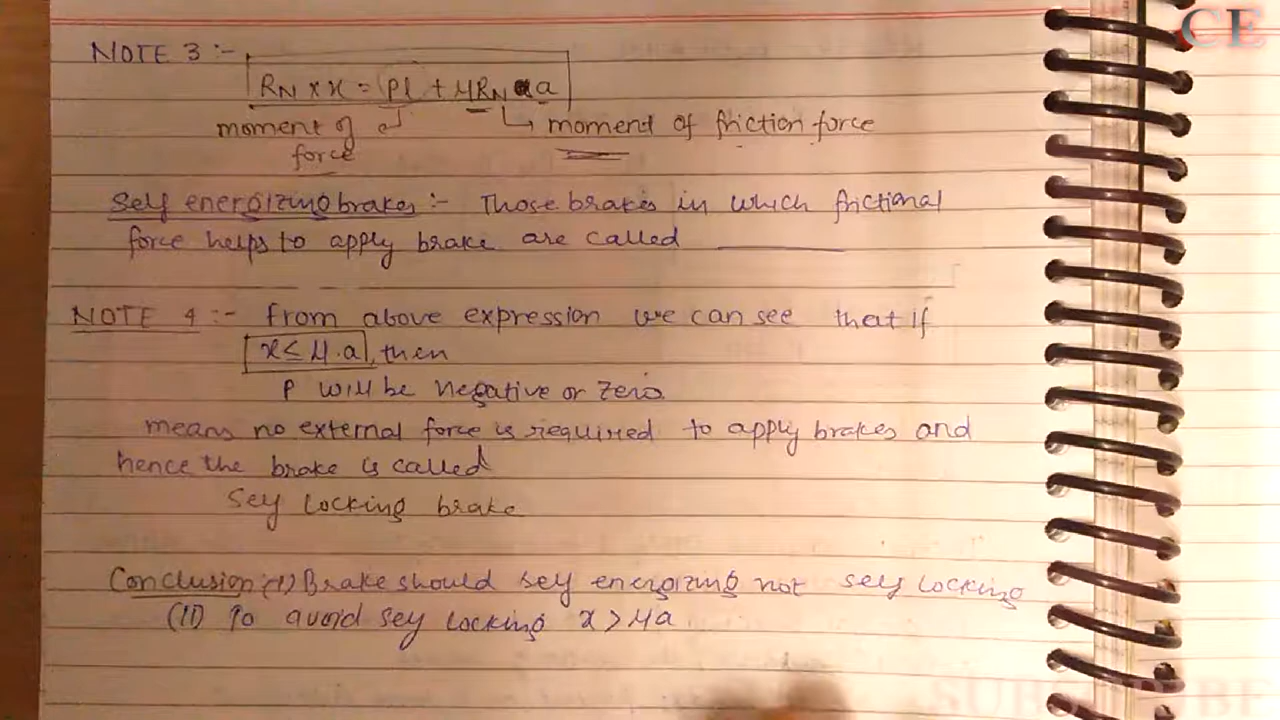 CE
NOTE 3 :-
RN × x = Pl + μRN × a
moment of
force
moment of friction force
Self energizing brakes :- Those brakes in which frictional
force helps to apply brake are called ______
NOTE 4 :- From above expression we can see that if
x ≤ μ.a, then
P will be negative or zero.
means no external force is required to apply brakes and
hence the brake is called
Self locking brake
Conclusion :- (I) Brake should self energizing not self locking
(II) To avoid self locking x > μa
SUBSCRIBE